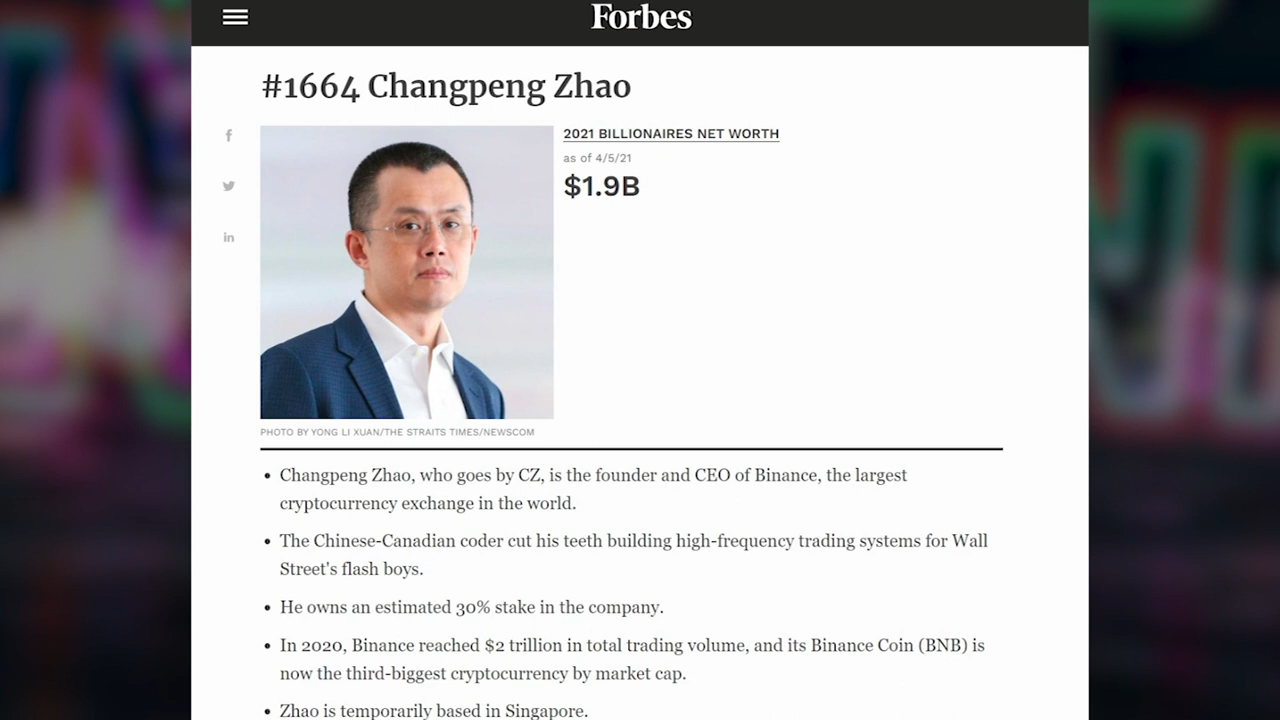 Forbes
#1664 Changpeng Zhao
2021 BILLIONAIRES NET WORTH
as of 4/5/21
$1.9B
f
in
PHOTO BY YONG LI XUAN/THE STRAITS TIMES/NEWSCOM
• Changpeng Zhao, who goes by CZ, is the founder and CEO of Binance, the largest
cryptocurrency exchange in the world.
• The Chinese-Canadian coder cut his teeth building high-frequency trading systems for Wall
Street's flash boys.
• He owns an estimated 30% stake in the company.
• In 2020, Binance reached $2 trillion in total trading volume, and its Binance Coin (BNB) is
now the third-biggest cryptocurrency by market cap.
• Zhao is temporarily based in Singapore.